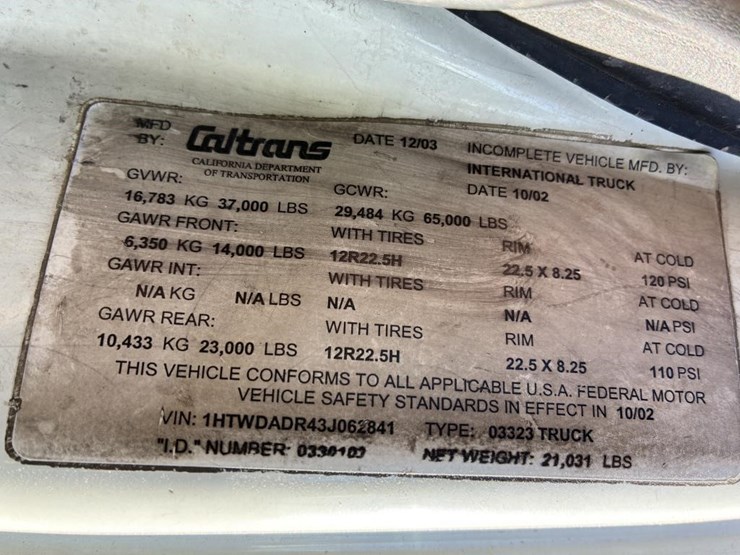 MFD BY: Caltrans DATE 12/03 INCOMPLETE VEHICLE MFD. BY:
CALIFORNIA DEPARTMENT OF TRANSPORTATION INTERNATIONAL TRUCK
DATE 10/02
GVWR: GCWR:
16,783 KG 37,000 LBS 29,484 KG 65,000 LBS
GAWR FRONT: WITH TIRES RIM AT COLD
6,350 KG 14,000 LBS 12R22.5H 22.5 X 8.25 120 PSI
GAWR INT: WITH TIRES RIM AT COLD
N/A KG N/A LBS N/A N/A N/A PSI
GAWR REAR: WITH TIRES RIM AT COLD
10,433 KG 23,000 LBS 12R22.5H 22.5 X 8.25 110 PSI
THIS VEHICLE CONFORMS TO ALL APPLICABLE U.S.A. FEDERAL MOTOR
VEHICLE SAFETY STANDARDS IN EFFECT IN 10/02
VIN: 1HTWDADR43J062841 TYPE: 03323 TRUCK
"I.D." NUMBER: NET WEIGHT: 21,031 LBS